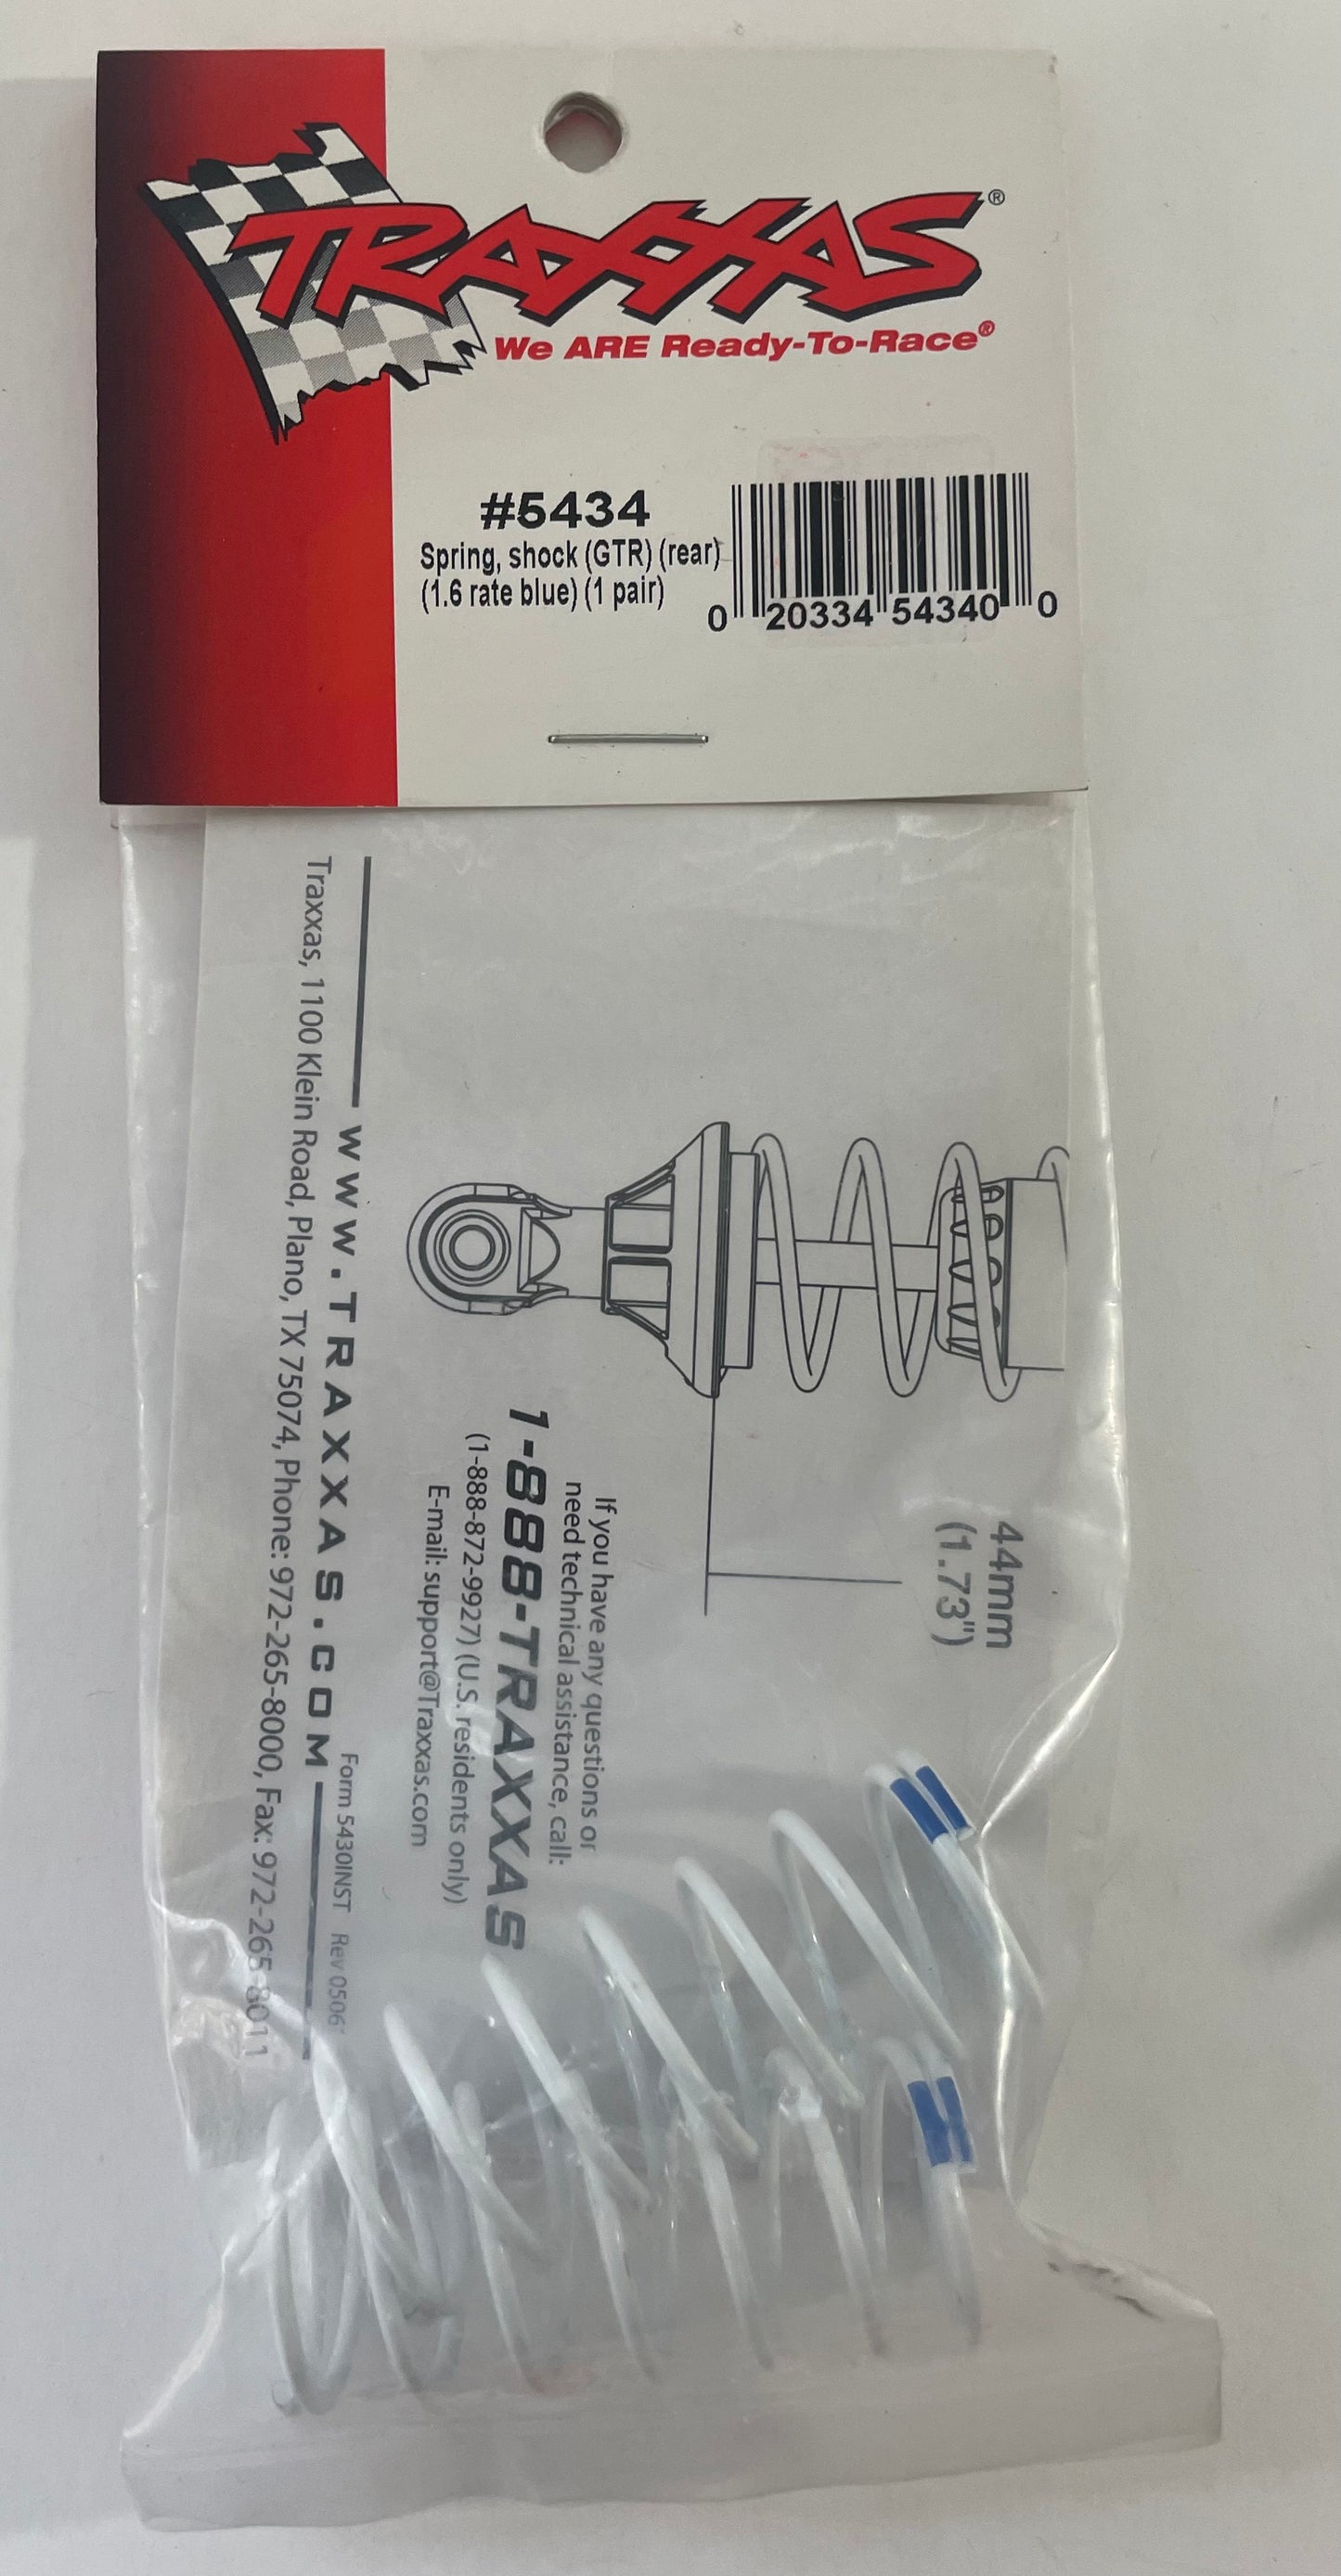 TRAXXAS®
We ARE Ready-To-Race®
#5434
Spring, shock (GTR) (rear)
(1.6 rate blue) (1 pair)
0 20334 54340 0
44mm
(1.73")
If you have any questions or
need technical assistance, call:
1-888-TRAXXAS
(1-888-872-9927) (U.S. residents only)
E-mail: support@Traxxas.com
Form 5430INST Rev 0506
WWW.TRAXXAS.COM
Traxxas, 1100 Klein Road, Plano, TX 75074, Phone: 972-265-8000, Fax: 972-265-8011